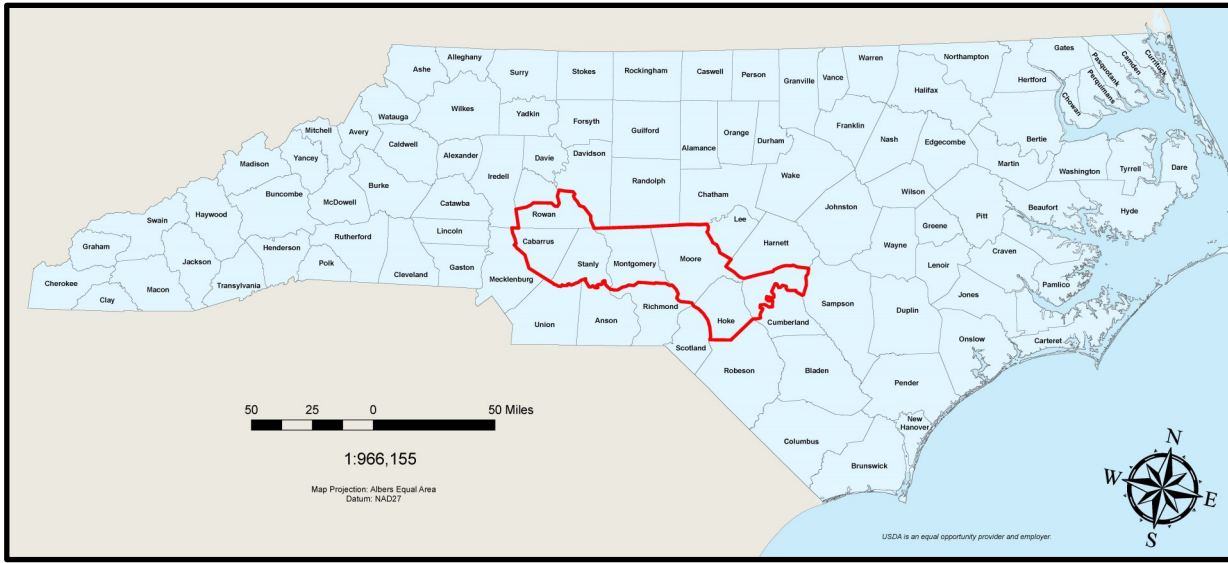 Alleghany
Ashe
Surry
Stokes
Rockingham
Caswell
Person
Granville
Vance
Warren
Northampton
Gates
Hertford
Pasquotank
Camden
Currituck
Perquimans
Chowan
Halifax
Wilkes
Watauga
Yadkin
Forsyth
Guilford
Alamance
Orange
Durham
Franklin
Nash
Edgecombe
Bertie
Martin
Washington
Tyrrell
Dare
Mitchell
Avery
Caldwell
Alexander
Iredell
Davie
Davidson
Randolph
Chatham
Wake
Wilson
Madison
Yancey
Burke
McDowell
Buncombe
Catawba
Rowan
Lee
Johnston
Pitt
Greene
Beaufort
Hyde
Swain
Haywood
Rutherford
Lincoln
Cabarrus
Harnett
Wayne
Craven
Lenoir
Graham
Jackson
Henderson
Polk
Cleveland
Gaston
Mecklenburg
Stanly
Montgomery
Moore
Cherokee
Clay
Macon
Transylvania
Pamlico
Jones
Union
Anson
Richmond
Hoke
Cumberland
Sampson
Duplin
Onslow
Carteret
Scotland
Robeson
Bladen
Pender
New
Hanover
Columbus
Brunswick
50 25 0 50 Miles
1:966,155
Map Projection: Albers Equal Area
Datum: NAD27
N
W
E
S
USDA is an equal opportunity provider and employer.